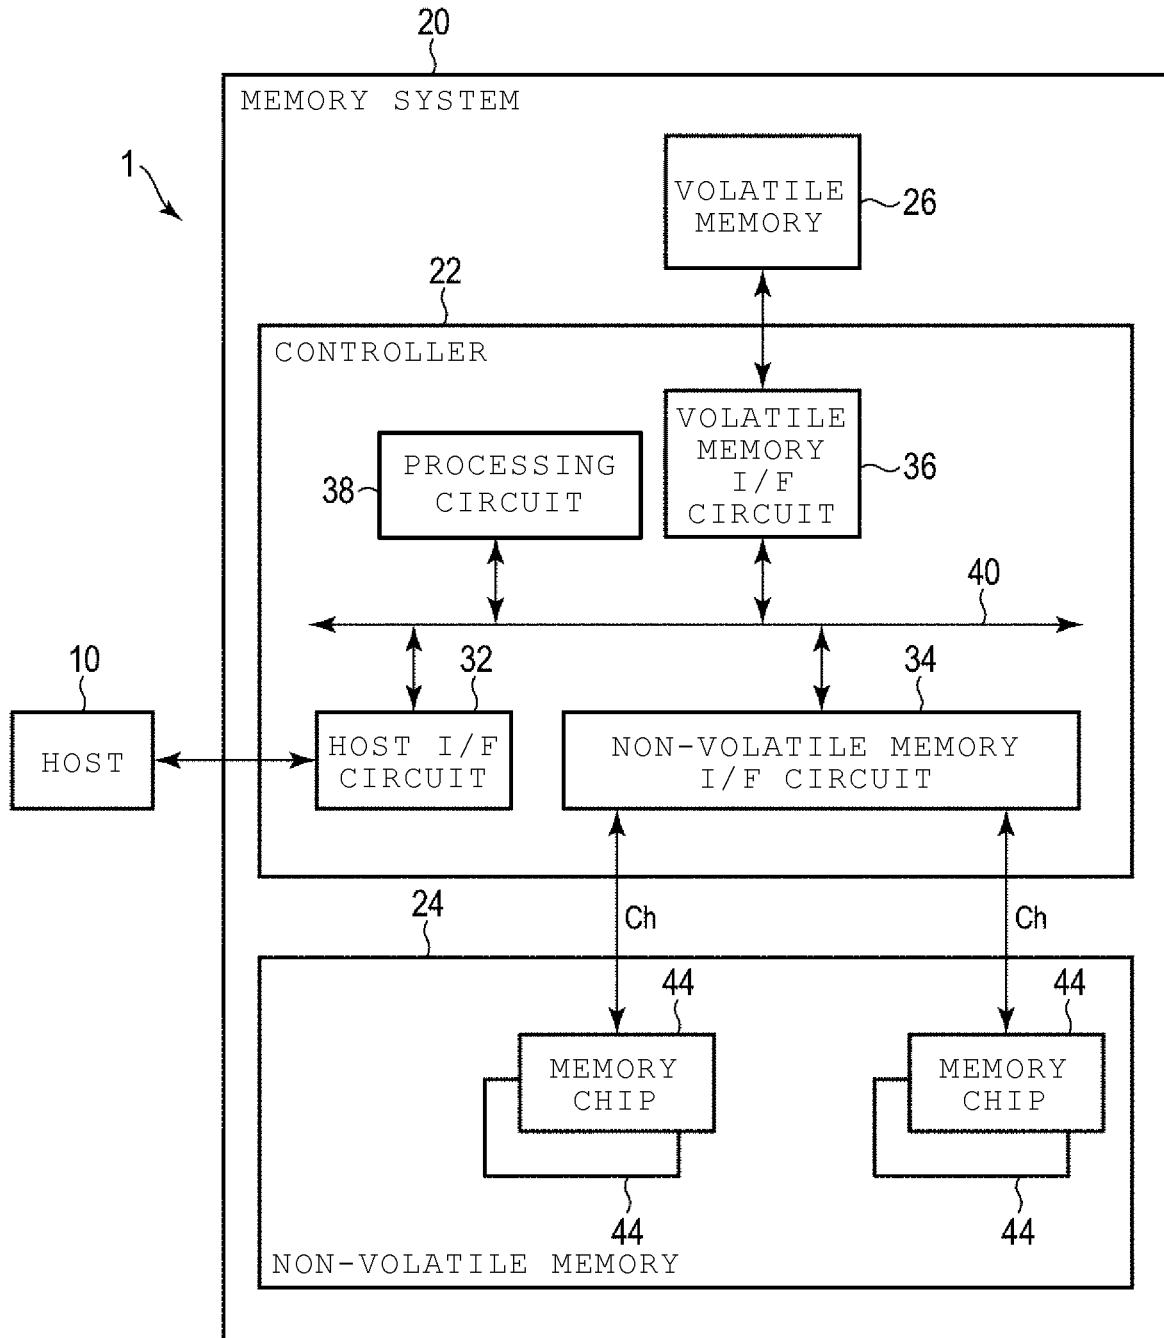 20
MEMORY SYSTEM
1
VOLATILE
MEMORY
26
22
CONTROLLER
VOLATILE
MEMORY
I/F
CIRCUIT
36
PROCESSING
CIRCUIT
38
40
10
32
34
HOST
HOST I/F
CIRCUIT
NON-VOLATILE MEMORY
I/F CIRCUIT
24
Ch
Ch
44
44
MEMORY
CHIP
MEMORY
CHIP
44
44
NON-VOLATILE MEMORY